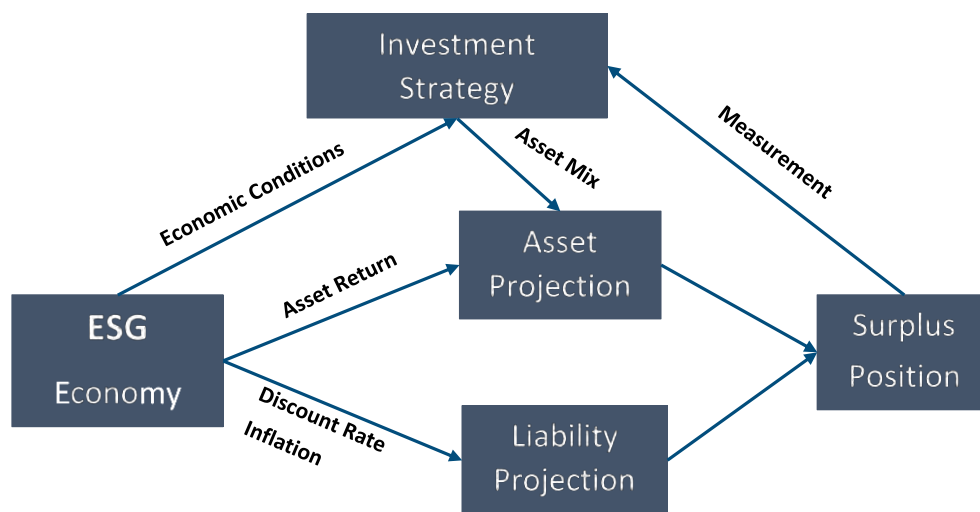 Investment
Strategy
Economic Conditions
Asset Mix
Measurement
Asset
Projection
Asset Return
ESG
Economy
Surplus
Position
Discount Rate
Inflation
Liability
Projection